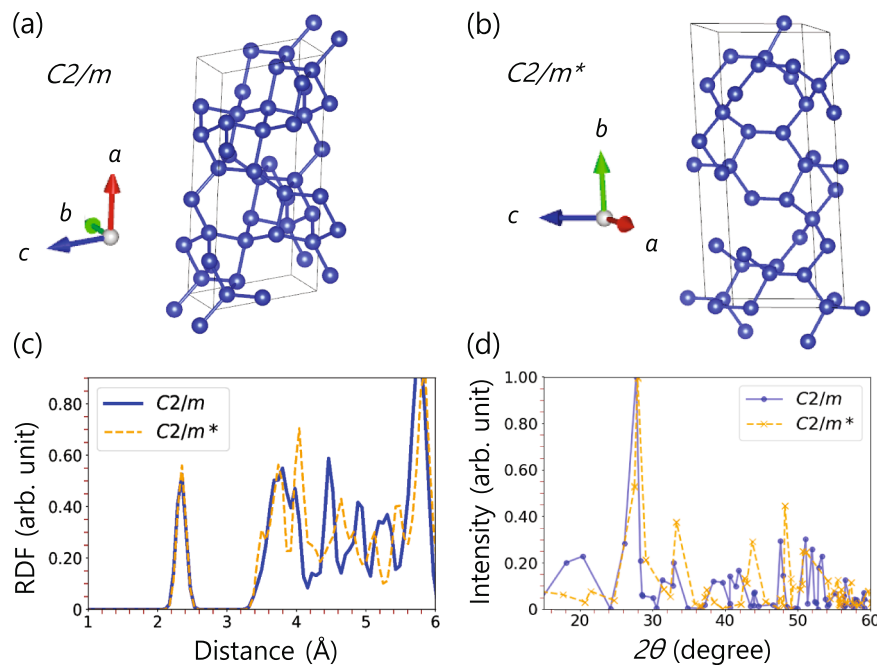 (a)
C2/m
a
b
c
(b)
C2/m*
b
c
a
(c)
RDF (arb. unit)
0.80
0.60
0.40
0.20
0
C2/m
C2/m*
1 2 3 4 5 6
Distance (Å)
(d)
Intensity (arb. unit)
1.00
0.80
0.60
0.40
0.20
0
C2/m
C2/m*
20 30 40 50 60
2θ (degree)